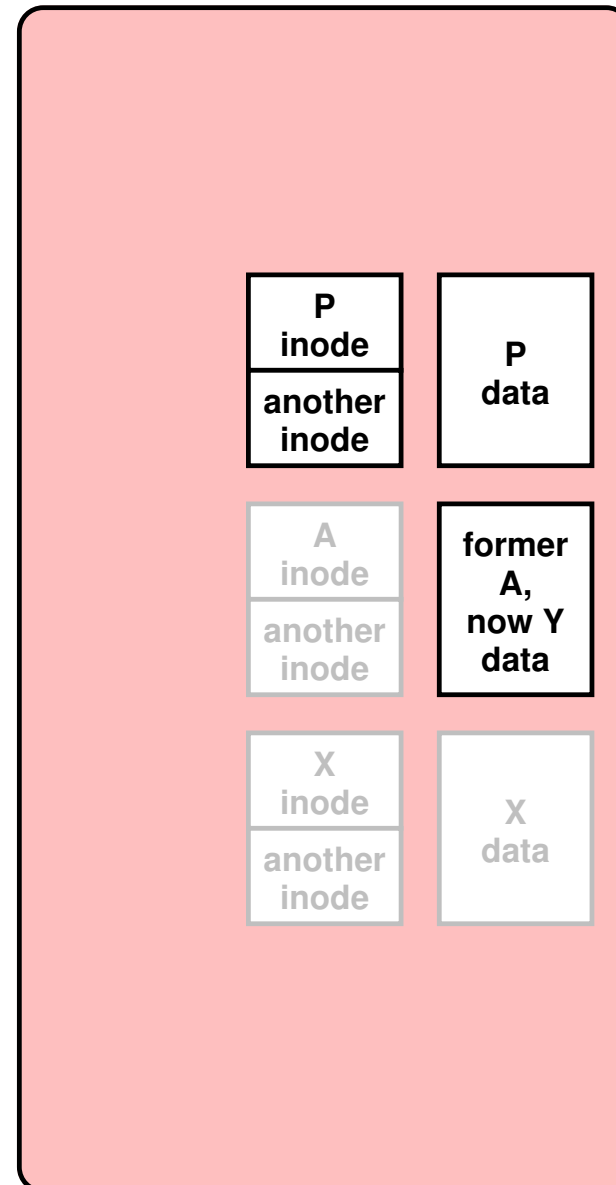 P
inode
another
inode
P
data
A
inode
another
inode
former
A,
now Y
data
X
inode
another
inode
X
data